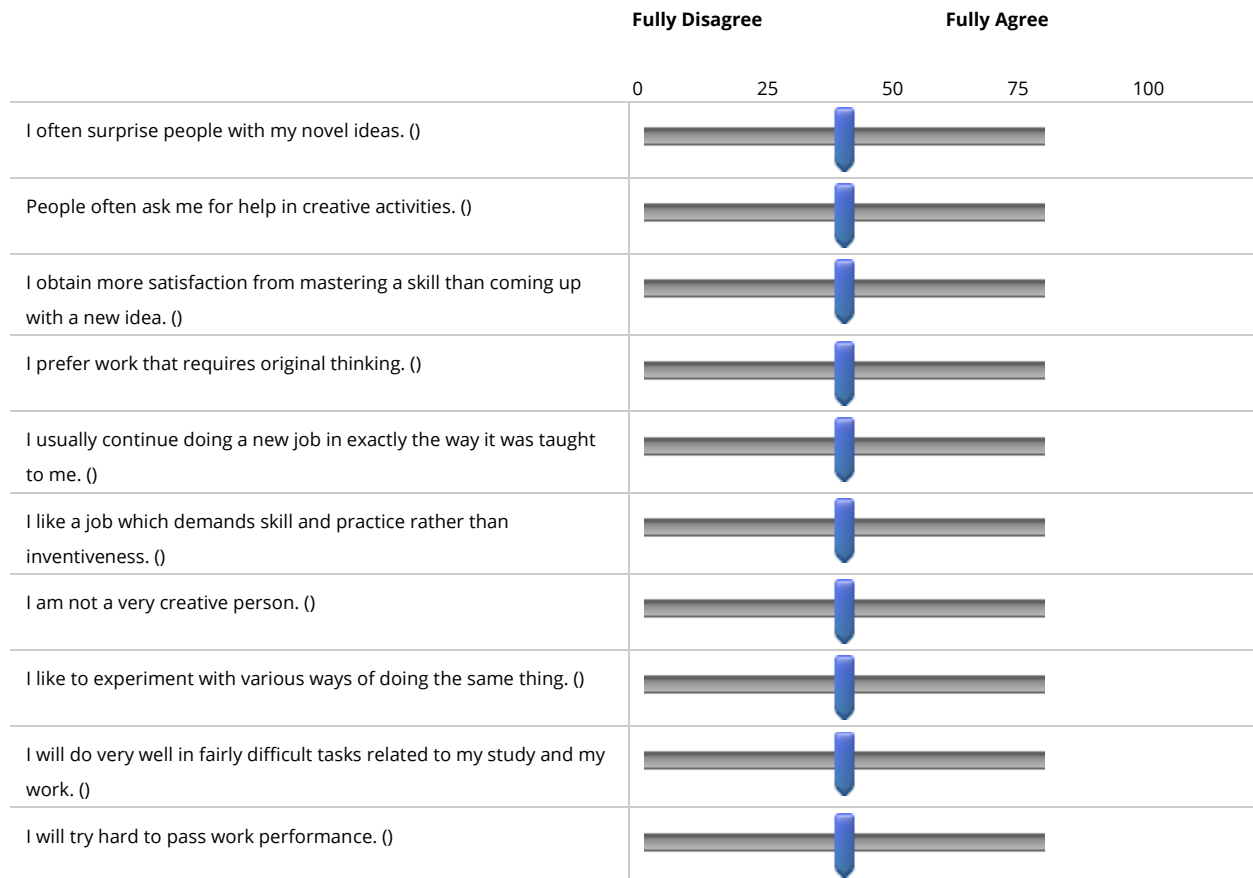 Fully Disagree Fully Agree
0 25 50 75 100
I often surprise people with my novel ideas. ()
People often ask me for help in creative activities. ()
I obtain more satisfaction from mastering a skill than coming up
with a new idea. ()
I prefer work that requires original thinking. ()
I usually continue doing a new job in exactly the way it was taught
to me. ()
I like a job which demands skill and practice rather than
inventiveness. ()
I am not a very creative person. ()
I like to experiment with various ways of doing the same thing. ()
I will do very well in fairly difficult tasks related to my study and my
work. ()
I will try hard to pass work performance. ()